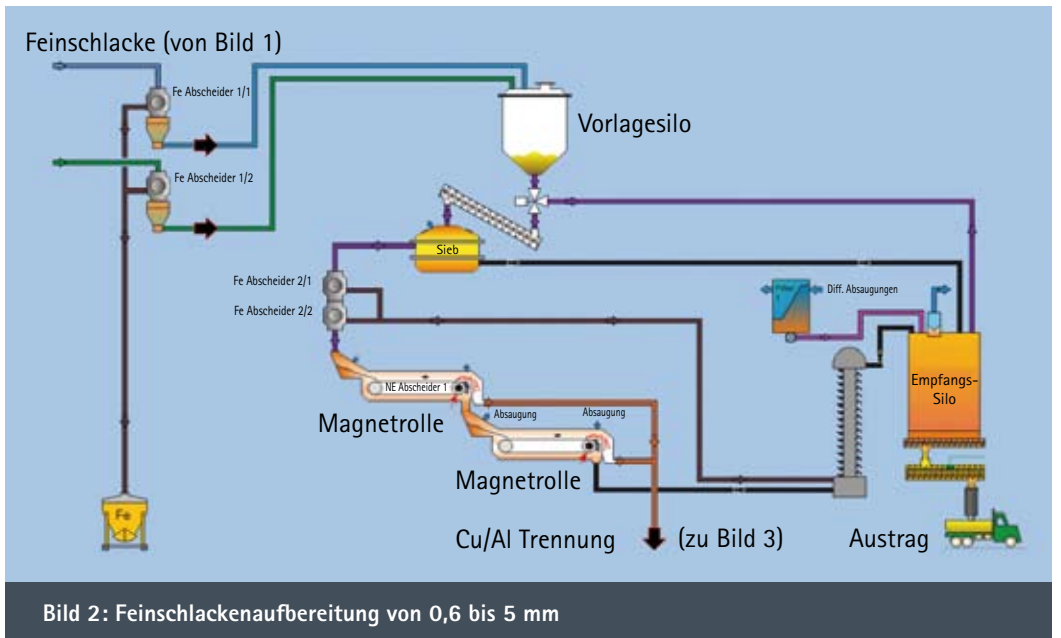 Feinschlacke (von Bild 1)
Fe Abscheider 1/1
Vorlagesilo
Fe Abscheider 1/2
Sieb
Fe Abscheider 2/1
Fe Abscheider 2/2
Filter
1
Diff. Absaugungen
Empfangs-
Silo
NE Abscheider 1
Magnetrolle
Absaugung
Absaugung
Magnetrolle
Fe
Cu/Al Trennung
(zu Bild 3)
Austrag
Bild 2: Feinschlackenaufbereitung von 0,6 bis 5 mm